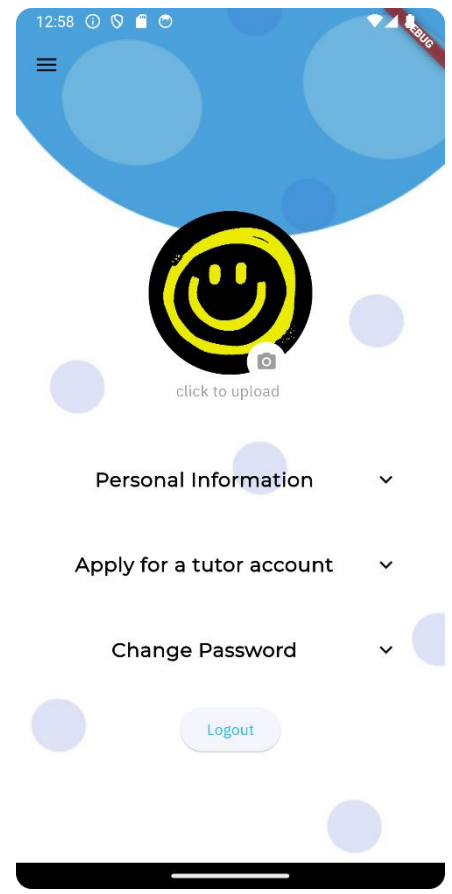 12:58
DEBUG
click to upload
Personal Information
Apply for a tutor account
Change Password
Logout